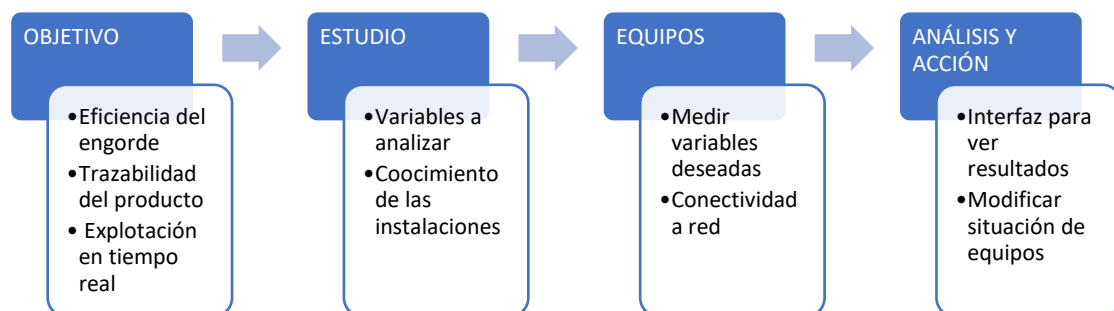 OBJETIVO
•Eficiencia del
engorde
•Trazabilidad
del producto
• Explotación
en tiempo
real
ESTUDIO
•Variables a
analizar
•Coocimiento
de las
instalaciones
EQUIPOS
•Medir
variables
deseadas
•Conectividad
a red
ANÁLISIS Y
ACCIÓN
•Interfaz para
ver
resultados
•Modificar
situación de
equipos